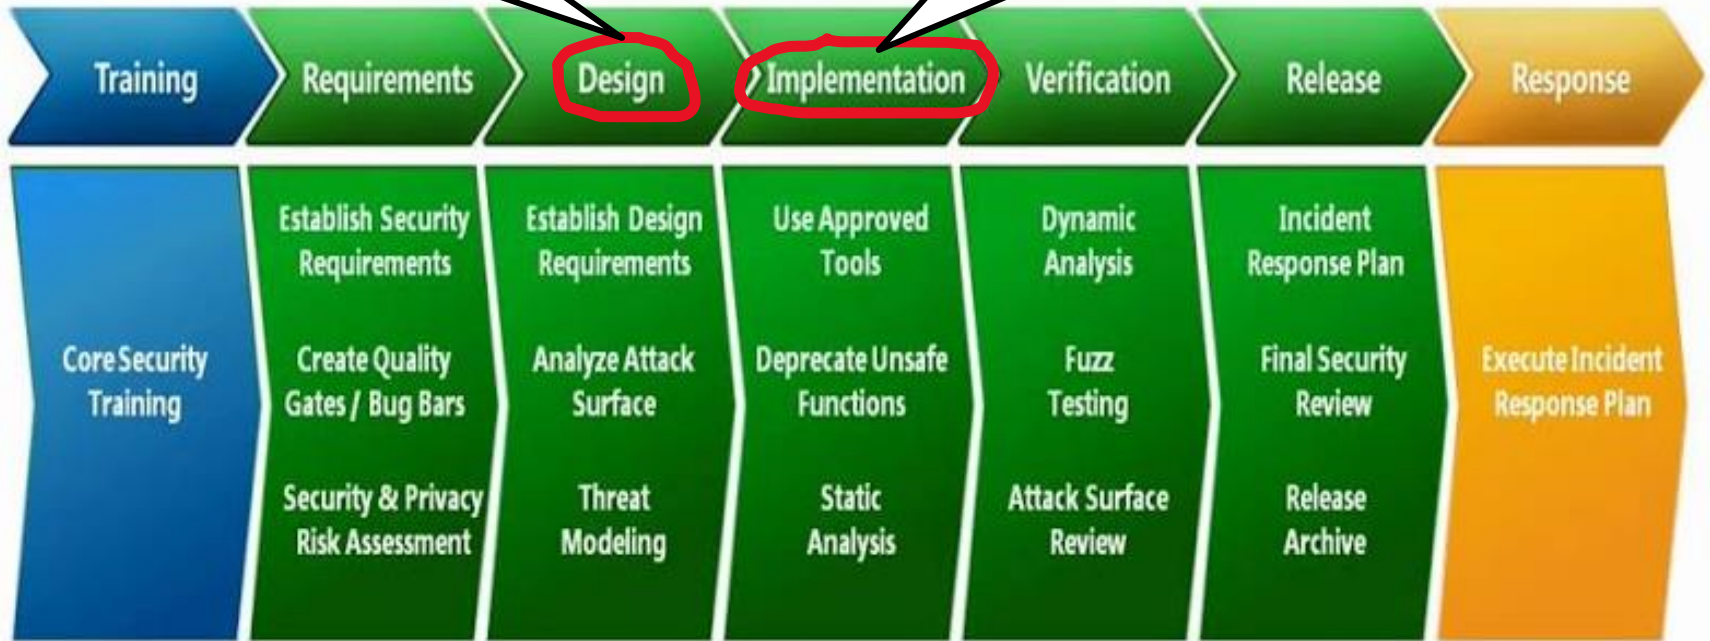 Training
Requirements
Design
Implementation
Verification
Release
Response
Core Security
Training
Establish Security
Requirements
Create Quality
Gates / Bug Bars
Security & Privacy
Risk Assessment
Establish Design
Requirements
Analyze Attack
Surface
Threat
Modeling
Use Approved
Tools
Deprecate Unsafe
Functions
Static
Analysis
Dynamic
Analysis
Fuzz
Testing
Attack Surface
Review
Incident
Response Plan
Final Security
Review
Release
Archive
Execute Incident
Response Plan